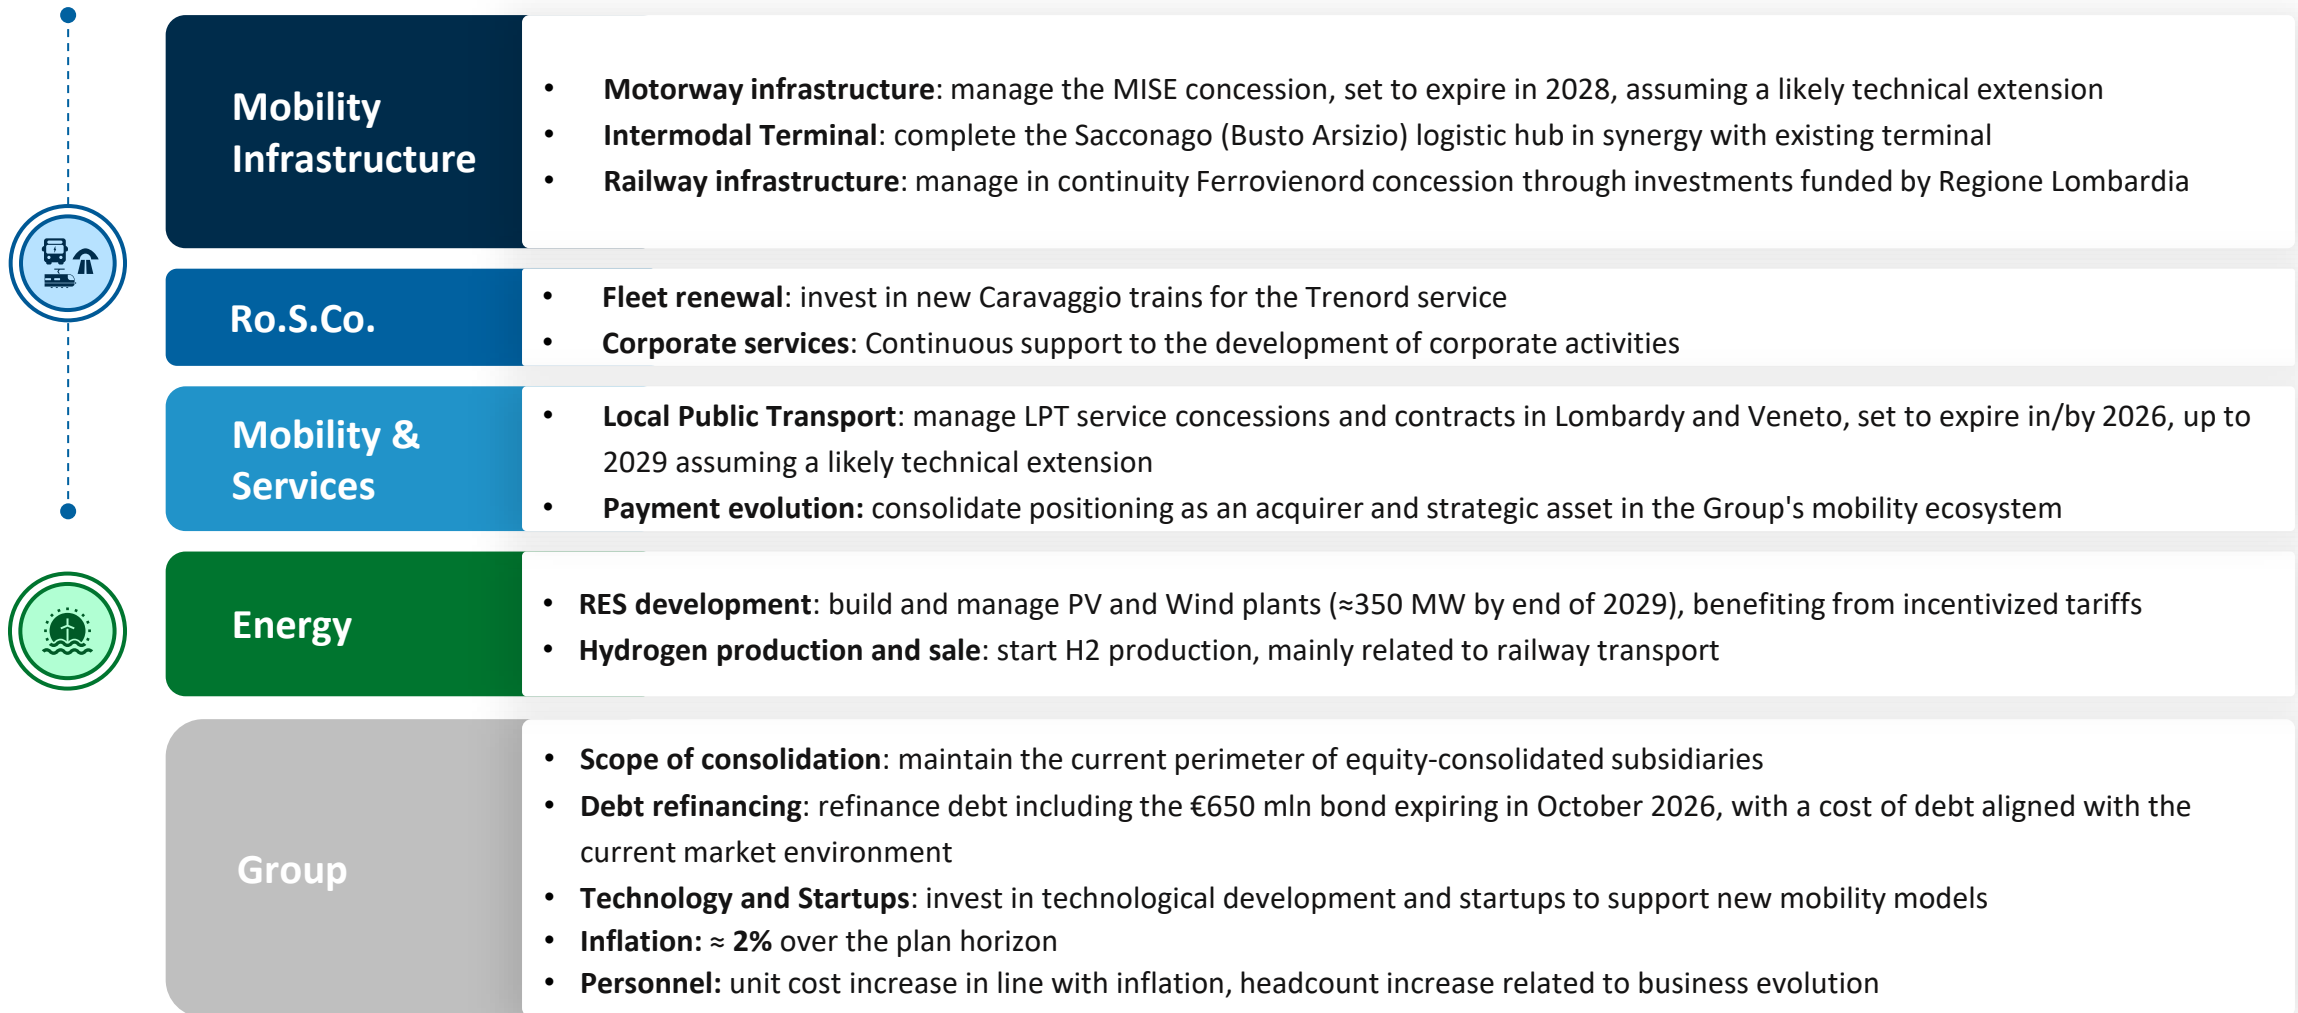 Mobility
Infrastructure
• Motorway infrastructure: manage the MISE concession, set to expire in 2028, assuming a likely technical extension
• Intermodal Terminal: complete the Sacconago (Busto Arsizio) logistic hub in synergy with existing terminal
• Railway infrastructure: manage in continuity Ferrovienord concession through investments funded by Regione Lombardia
Ro.S.Co.
• Fleet renewal: invest in new Caravaggio trains for the Trenord service
• Corporate services: Continuous support to the development of corporate activities
Mobility &
Services
• Local Public Transport: manage LPT service concessions and contracts in Lombardy and Veneto, set to expire in/by 2026, up to
2029 assuming a likely technical extension
• Payment evolution: consolidate positioning as an acquirer and strategic asset in the Group's mobility ecosystem
Energy
• RES development: build and manage PV and Wind plants (≈350 MW by end of 2029), benefiting from incentivized tariffs
• Hydrogen production and sale: start H2 production, mainly related to railway transport
Group
• Scope of consolidation: maintain the current perimeter of equity-consolidated subsidiaries
• Debt refinancing: refinance debt including the €650 mln bond expiring in October 2026, with a cost of debt aligned with the
current market environment
• Technology and Startups: invest in technological development and startups to support new mobility models
• Inflation: ≈ 2% over the plan horizon
• Personnel: unit cost increase in line with inflation, headcount increase related to business evolution